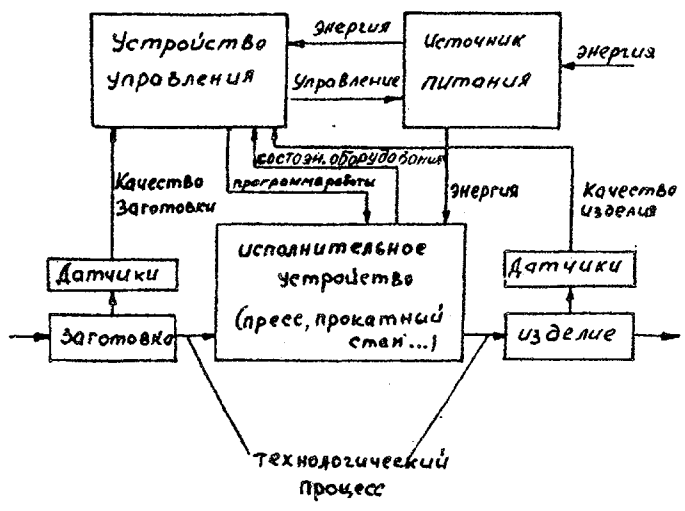 Устройство
управления
Энергия
Управление
Источник
питания
Энергия
состоян. оборудования
программа работы
Качество
Заготовки
Энергия
Качество
изделия
Датчики
исполнительное
устройство
(пресс, прокатный
стан...)
Датчики
Заготовка
изделие
Технологический
процесс